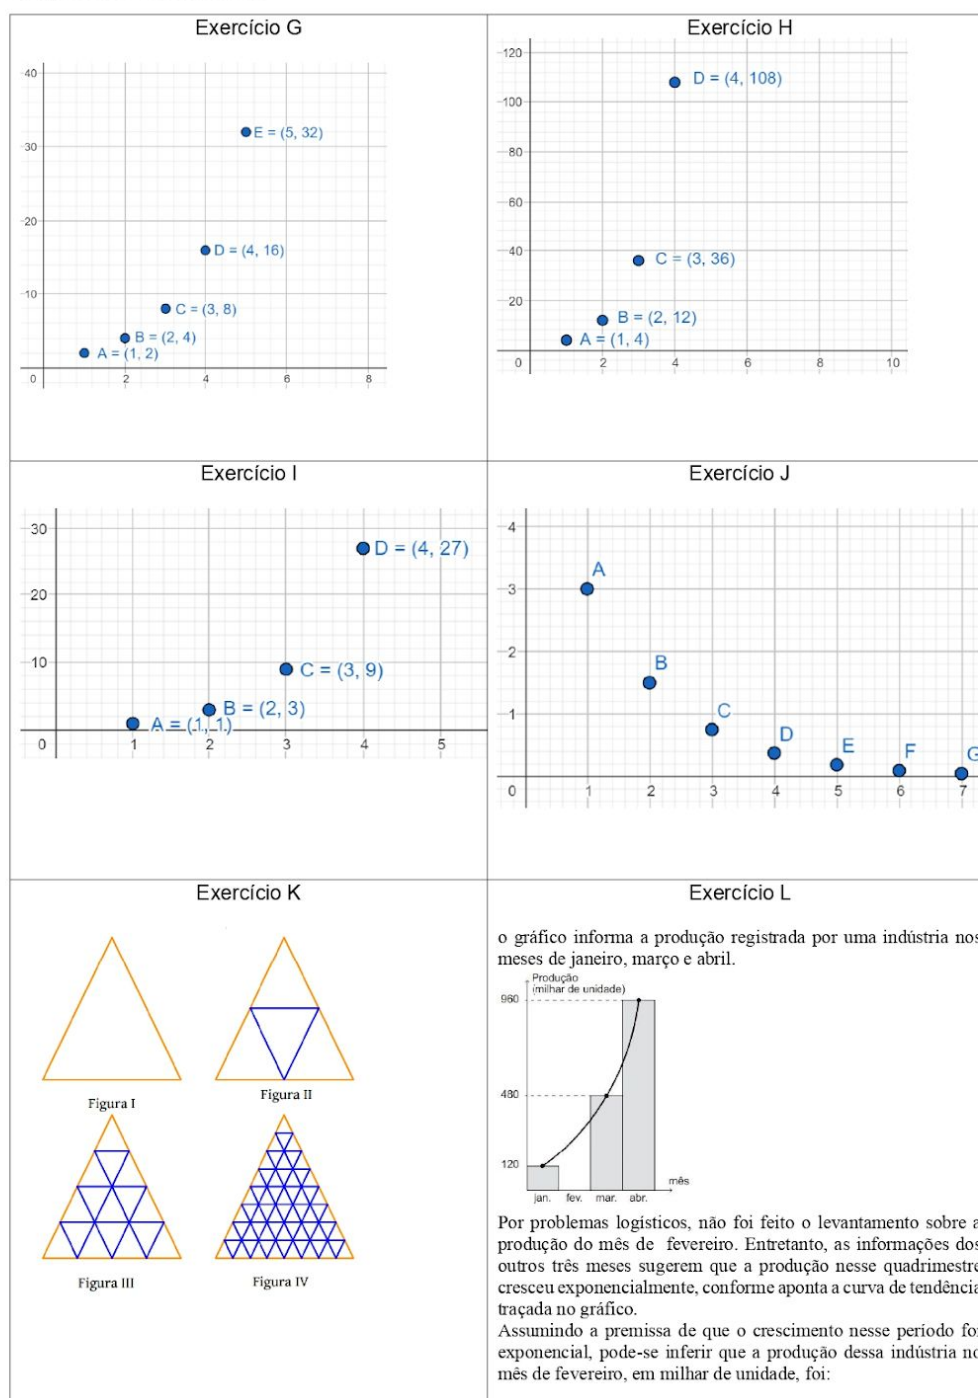 Exercício G
40
30
20
10
0
2
4
6
8
E = (5, 32)
D = (4, 16)
C = (3, 8)
B = (2, 4)
A = (1, 2)
Exercício H
120
100
80
60
40
20
0
2
4
6
8
10
D = (4, 108)
C = (3, 36)
B = (2, 12)
A = (1, 4)
Exercício I
30
20
10
0
1
2
3
4
5
D = (4, 27)
C = (3, 9)
B = (2, 3)
A = (1, 1)
Exercício J
4
3
2
1
0
1
2
3
4
5
6
7
A
B
C
D
E
F
G
Exercício K
Figura I
Figura II
Figura III
Figura IV
Exercício L
o gráfico informa a produção registrada por uma indústria nos
meses de janeiro, março e abril.
Produção
(milhar de unidade)
960
480
120
mês
jan. fev. mar. abr.
Por problemas logísticos, não foi feito o levantamento sobre a
produção do mês de fevereiro. Entretanto, as informações dos
outros três meses sugerem que a produção nesse quadrimestre
cresceu exponencialmente, conforme aponta a curva de tendência
traçada no gráfico.
Assumindo a premissa de que o crescimento nesse período foi
exponencial, pode-se inferir que a produção dessa indústria no
mês de fevereiro, em milhar de unidade, foi: